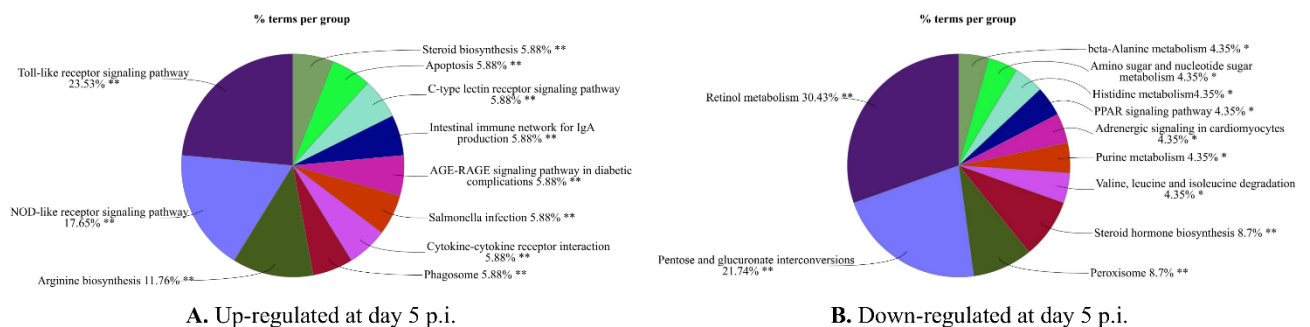 % terms per group
Steroid biosynthesis 5.88% **
Apoptosis 5.88% **
C-type lectin receptor signaling pathway
5.88% **
Intestinal immune network for IgA
production 5.88% **
AGE-RAGE signaling pathway in diabetic
complications 5.88% **
Salmonella infection 5.88% **
Cytokine-cytokine receptor interaction
5.88% **
Phagosome 5.88% **
Arginine biosynthesis 11.76% **
NOD-like receptor signaling pathway
17.65% **
Toll-like receptor signaling pathway
23.53% **
A. Up-regulated at day 5 p.i.
% terms per group
beta-Alanine metabolism 4.35% *
Amino sugar and nucleotide sugar
metabolism 4.35% *
Histidine metabolism4.35% *
PPAR signaling pathway 4.35% *
Adrenergic signaling in cardiomyocytes
4.35% *
Purine metabolism 4.35% *
Valine, leucine and isoleucine degradation
4.35% *
Steroid hormone biosynthesis 8.7% **
Peroxisome 8.7% **
Pentose and glucuronate interconversions
21.74% **
Retinol metabolism 30.43% **
B. Down-regulated at day 5 p.i.